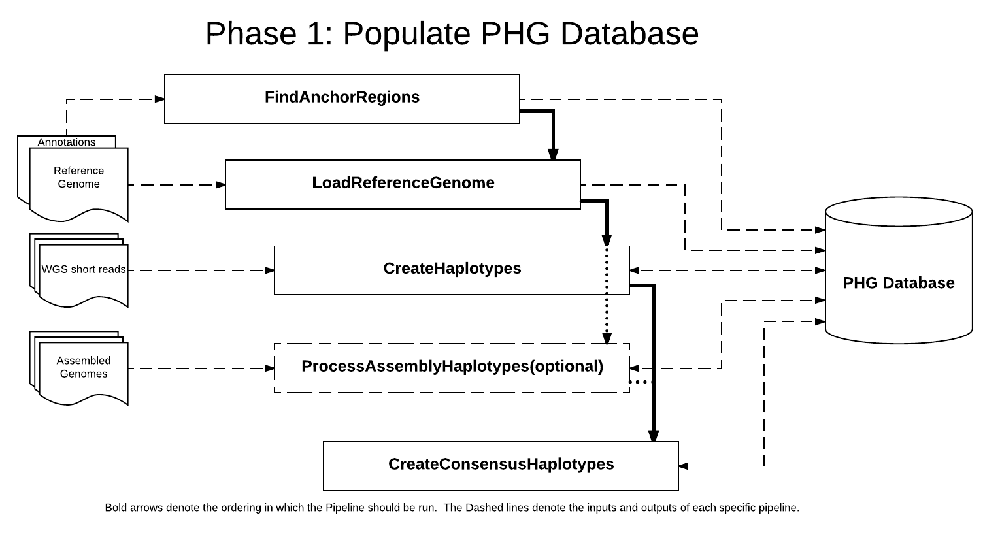 Phase 1: Populate PHG Database
FindAnchorRegions
Annotations
Reference
Genome
LoadReferenceGenome
WGS short reads
CreateHaplotypes
PHG Database
Assembled
Genomes
ProcessAssemblyHaplotypes(optional)
CreateConsensusHaplotypes
Bold arrows denote the ordering in which the Pipeline should be run.  The Dashed lines denote the inputs and outputs of each specific pipeline.